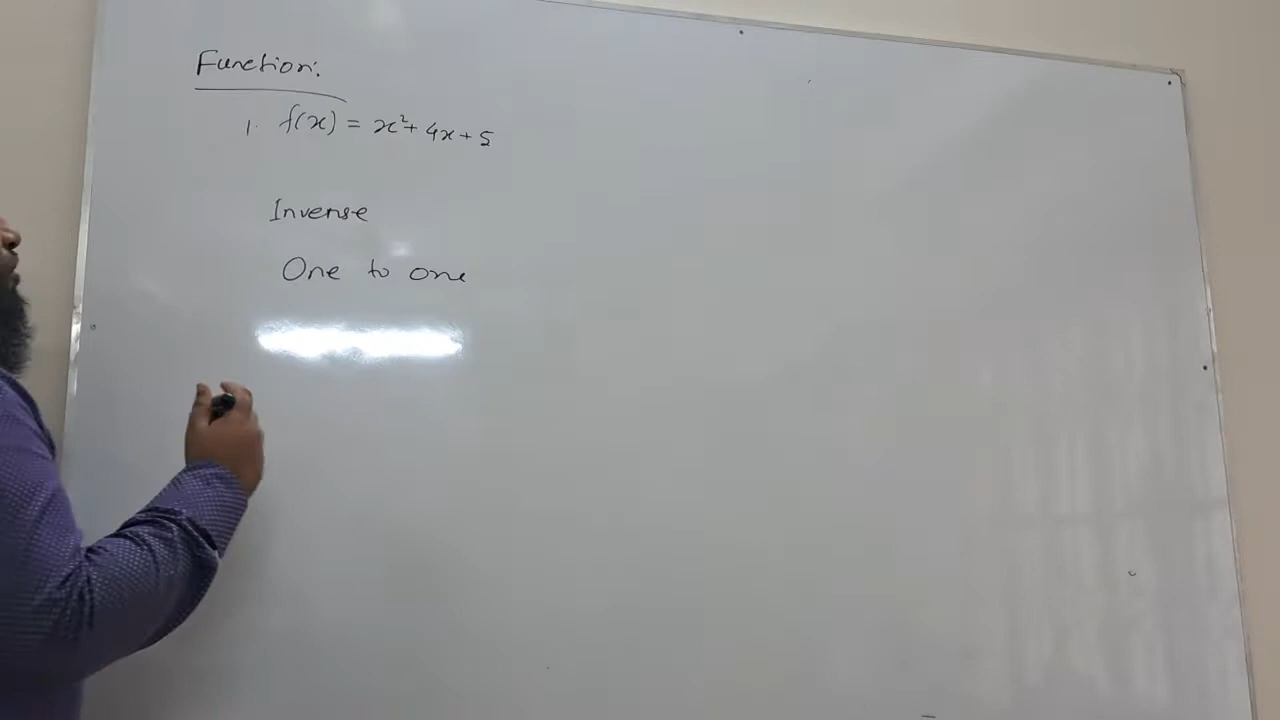 Function:
1. f(x) = x²+ 4x + 5
Inverse
One to one